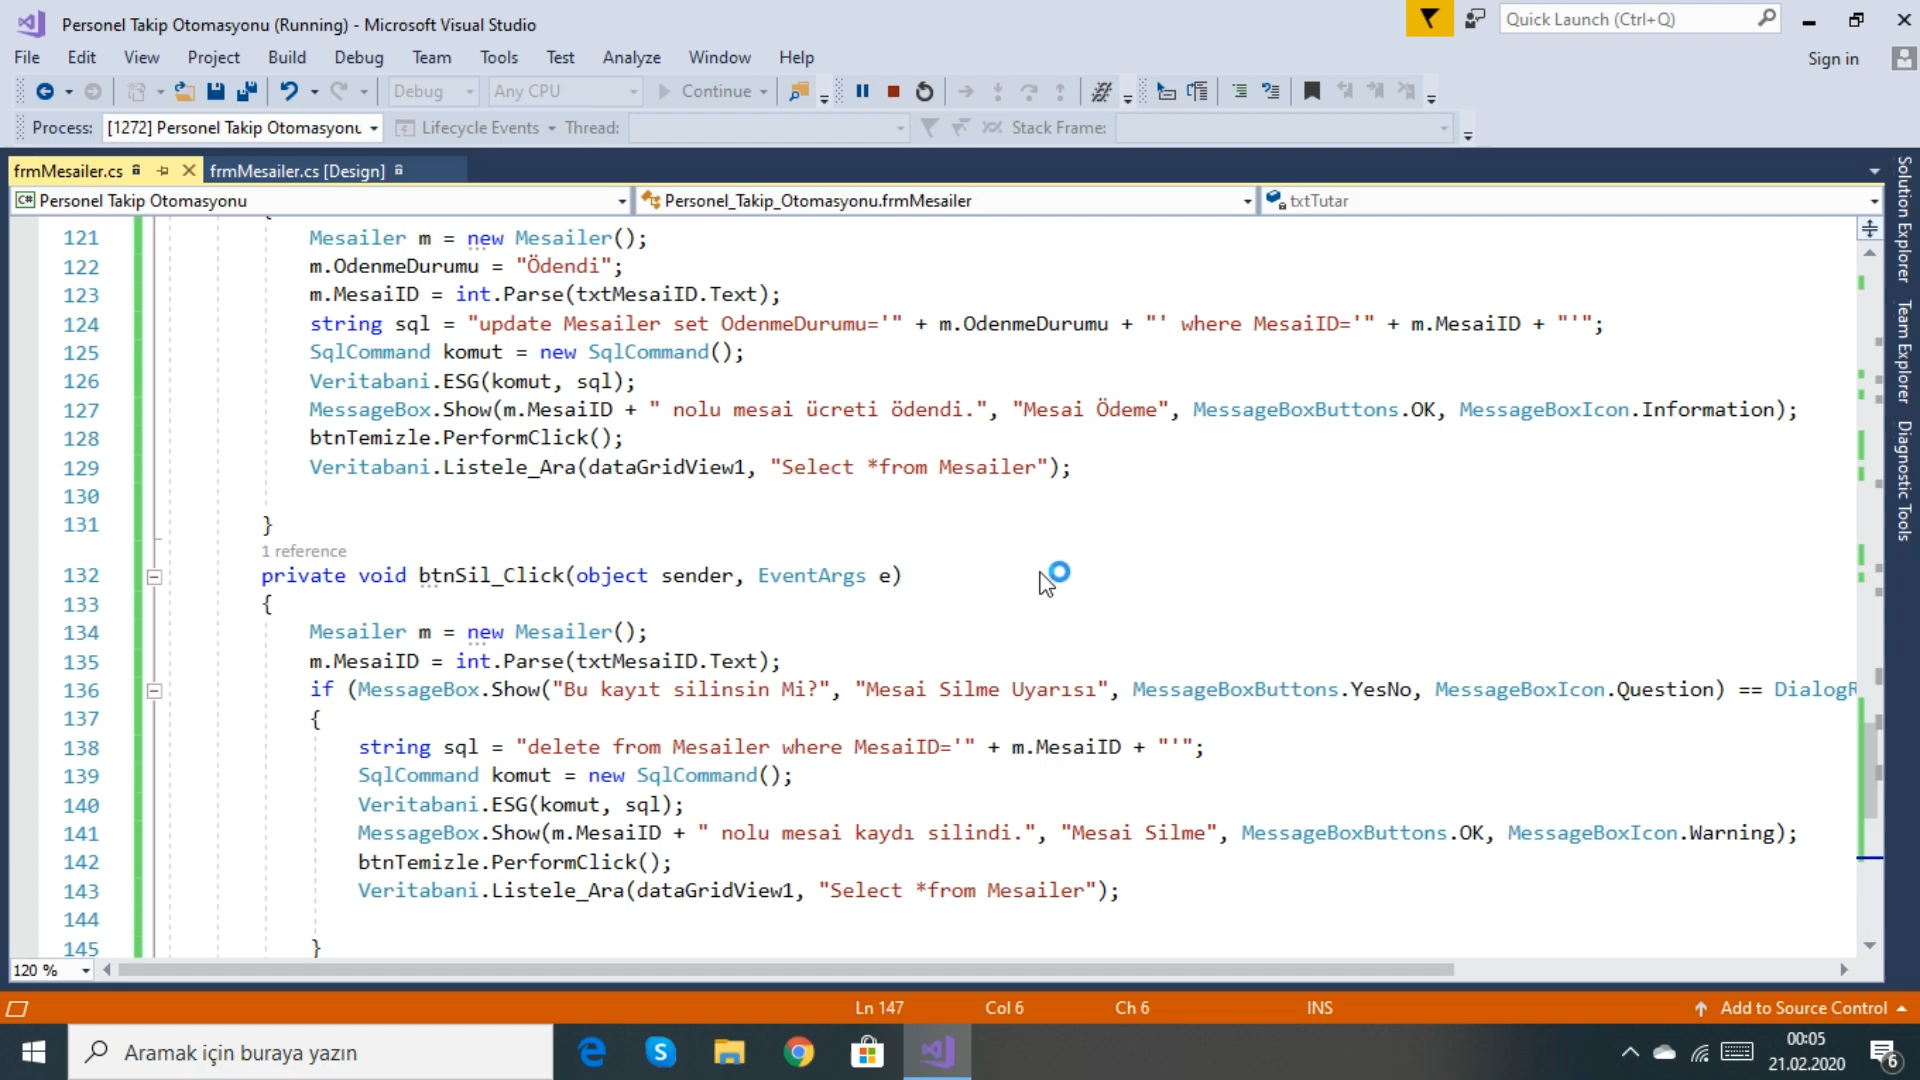 Personel Takip Otomasyonu (Running) - Microsoft Visual Studio
Quick Launch (Ctrl+Q)
File Edit View Project Build Debug Team Tools Test Analyze Window Help
Sign in
Debug Any CPU Continue
Process: [1272] Personel Takip Otomasyonu Lifecycle Events Thread: Stack Frame:
frmMesailer.cs frmMesailer.cs [Design]
C# Personel Takip Otomasyonu Personel_Takip_Otomasyonu.frmMesailer txtTutar
{
121 Mesailer m = new Mesailer();
122 m.OdenmeDurumu = "Ödendi";
123 m.MesaiID = int.Parse(txtMesaiID.Text);
124 string sql = "update Mesailer set OdenmeDurumu='" + m.OdenmeDurumu + "' where MesaiID='" + m.MesaiID + "'";
125 SqlCommand komut = new SqlCommand();
126 Veritabani.ESG(komut, sql);
127 MessageBox.Show(m.MesaiID + " nolu mesai ücreti ödendi.", "Mesai Ödeme", MessageBoxButtons.OK, MessageBoxIcon.Information);
128 btnTemizle.PerformClick();
129 Veritabani.Listele_Ara(dataGridView1, "Select *from Mesailer");
130
131 }
1 reference
132 private void btnSil_Click(object sender, EventArgs e)
133 {
134 Mesailer m = new Mesailer();
135 m.MesaiID = int.Parse(txtMesaiID.Text);
136 if (MessageBox.Show("Bu kayıt silinsin Mi?", "Mesai Silme Uyarısı", MessageBoxButtons.YesNo, MessageBoxIcon.Question) == DialogR
137 {
138 string sql = "delete from Mesailer where MesaiID='" + m.MesaiID + "'";
139 SqlCommand komut = new SqlCommand();
140 Veritabani.ESG(komut, sql);
141 MessageBox.Show(m.MesaiID + " nolu mesai kaydı silindi.", "Mesai Silme", MessageBoxButtons.OK, MessageBoxIcon.Warning);
142 btnTemizle.PerformClick();
143 Veritabani.Listele_Ara(dataGridView1, "Select *from Mesailer");
144
145 }
Solution Explorer
Team Explorer
Diagnostic Tools
120 %
Ln 147 Col 6 Ch 6 INS Add to Source Control
Aramak için buraya yazın
00:05
21.02.2020
6